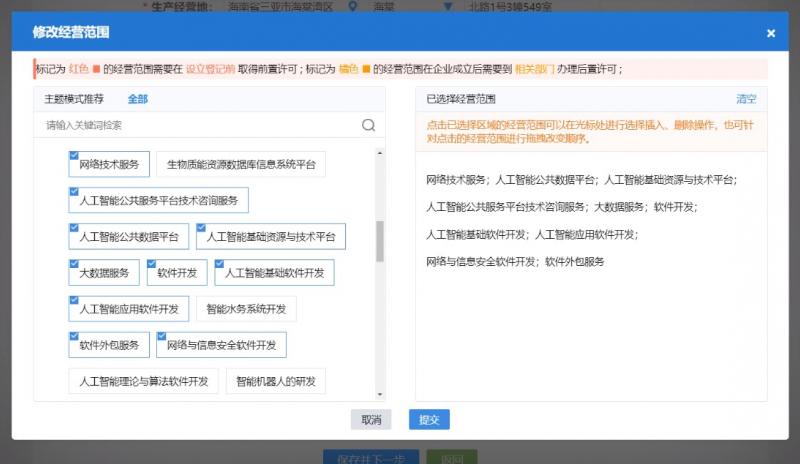 * 生产经营地: 海南省三亚市海棠湾区 海棠 北路1号3幢549室
修改经营范围
×
标记为 红色 的经营范围需要在 设立登记前 取得前置许可；标记为 橘色 的经营范围在企业成立后需要到 相关部门 办理后置许可；
主题模式推荐 全部
请输入关键词检索
网络技术服务 生物质能资源数据库信息系统平台
人工智能公共服务平台技术咨询服务
人工智能公共数据平台 人工智能基础资源与技术平台
大数据服务 软件开发 人工智能基础软件开发
人工智能应用软件开发 智能水务系统开发
软件外包服务 网络与信息安全软件开发
人工智能理论与算法软件开发 智能机器人的研发
已选择经营范围 清空
点击已选择区域的经营范围可以在光标处进行选择插入、删除操作，也可针
对点击的经营范围进行拖拽改变顺序。
网络技术服务；人工智能公共数据平台；人工智能基础资源与技术平台；
人工智能公共服务平台技术咨询服务；大数据服务；软件开发；
人工智能基础软件开发；人工智能应用软件开发；
网络与信息安全软件开发；软件外包服务
取消 提交
保存并下一步 返回